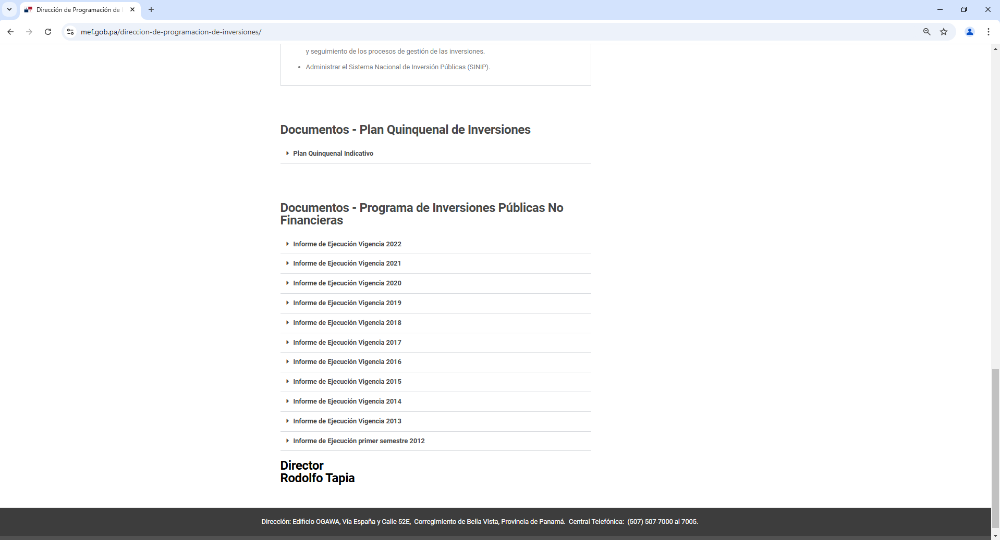 Dirección de Programación de
mef.gob.pa/direccion-de-programacion-de-inversiones/
y seguimiento de los procesos de gestión de las inversiones.
• Administrar el Sistema Nacional de Inversión Públicas (SINIP).
Documentos - Plan Quinquenal de Inversiones
Plan Quinquenal Indicativo
Documentos - Programa de Inversiones Públicas No
Financieras
Informe de Ejecución Vigencia 2022
Informe de Ejecución Vigencia 2021
Informe de Ejecución Vigencia 2020
Informe de Ejecución Vigencia 2019
Informe de Ejecución Vigencia 2018
Informe de Ejecución Vigencia 2017
Informe de Ejecución Vigencia 2016
Informe de Ejecución Vigencia 2015
Informe de Ejecución Vigencia 2014
Informe de Ejecución Vigencia 2013
Informe de Ejecución primer semestre 2012
Director
Rodolfo Tapia
Dirección: Edificio OGAWA, Vía España y Calle 52E, Corregimiento de Bella Vista, Provincia de Panamá. Central Telefónica: (507) 507-7000 al 7005.